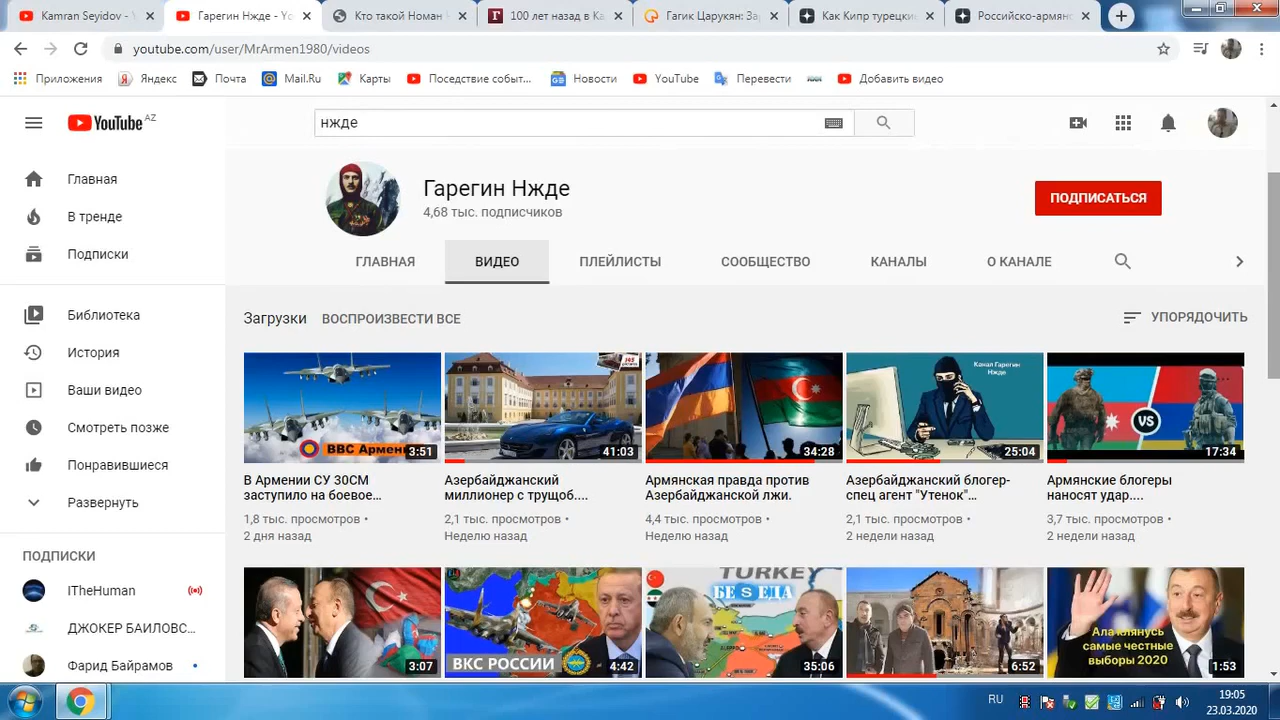 Kamran Seyidov - Y
Гарегин Нжде - Yo
Кто такой Номан Н
100 лет назад в Ка
Гагик Царукян: Зар
Как Кипр турецкие
Российско-армянс
youtube.com/user/MrArmen1980/videos
Приложения
Яндекс
Почта
Mail.Ru
Карты
Поседствие събыт...
Новости
YouTube
Перевести
Добавить видео
YouTube AZ
нжде
Главная
В тренде
Подписки
Библиотека
История
Ваши видео
Смотреть позже
Понравившиеся
Развернуть
ПОДПИСКИ
ITheHuman
ДЖОКЕР БАИЛОВС...
Фарид Байрамов
Гарегин Нжде
4,68 тыс. подписчиков
ПОДПИСАТЬСЯ
ГЛАВНАЯ
ВИДЕО
ПЛЕЙЛИСТЫ
СООБЩЕСТВО
КАНАЛЫ
О КАНАЛЕ
Загрузки
ВОСПРОИЗВЕСТИ ВСЕ
УПОРЯДОЧИТЬ
ВВС Армен
3:51
41:03
34:28
Канал Гарегин
Нжде
25:04
VS
17:34
В Армении СУ 30СМ
заступило на боевое...
1,8 тыс. просмотров •
2 дня назад
Азербайджанский
миллионер с трущоб....
2,1 тыс. просмотров •
Неделю назад
Армянская правда против
Азербайджанской лжи.
4,4 тыс. просмотров •
Неделю назад
Азербайджанский блогер-
спец агент "Утенок"...
2,1 тыс. просмотров •
2 недели назад
Армянские блогеры
наносят удар....
3,7 тыс. просмотров •
2 недели назад
3:07
ВКС РОССИИ
4:42
TURKEY
БЕSЕДА
35:06
6:52
Ала клянусь
самые честные
выборы 2020
1:53
RU
19:05
23.03.2020